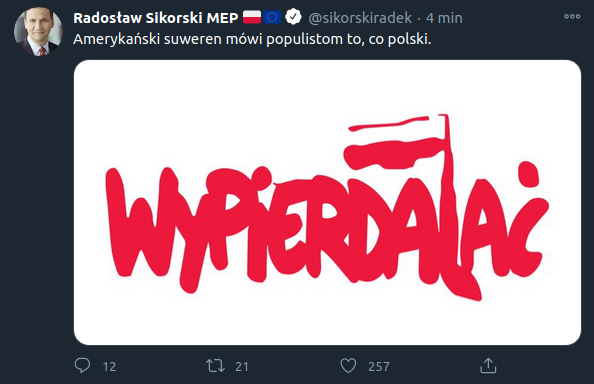 Radosław Sikorski MEP 🇵🇱 🇪🇺 @sikorskiradek · 4 min
Amerykański suweren mówi populistom to, co polski.
WYPIERDALAĆ
12 21 257